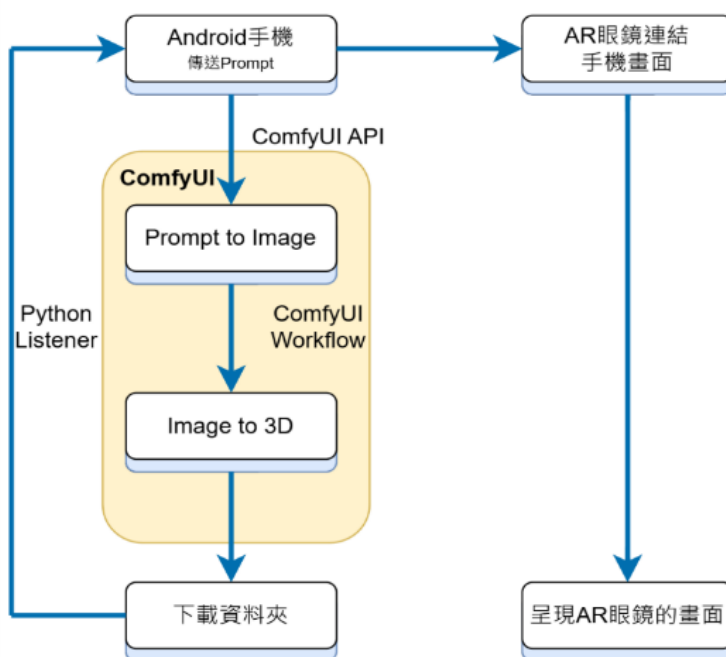 Android手機
傳送Prompt
AR眼鏡連結
手機畫面
ComfyUI API
ComfyUI
Prompt to Image
Python
Listener
ComfyUI
Workflow
Image to 3D
下載資料夾
呈現AR眼鏡的畫面